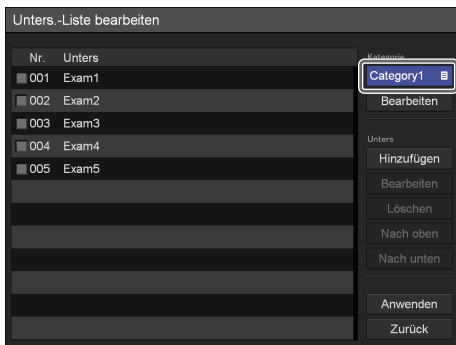 Unters.-Liste bearbeiten
Nr. Unters
001 Exam1
002 Exam2
003 Exam3
004 Exam4
005 Exam5
Kategorie
Category1
Bearbeiten
Unters
Hinzufügen
Bearbeiten
Löschen
Nach oben
Nach unten
Anwenden
Zurück